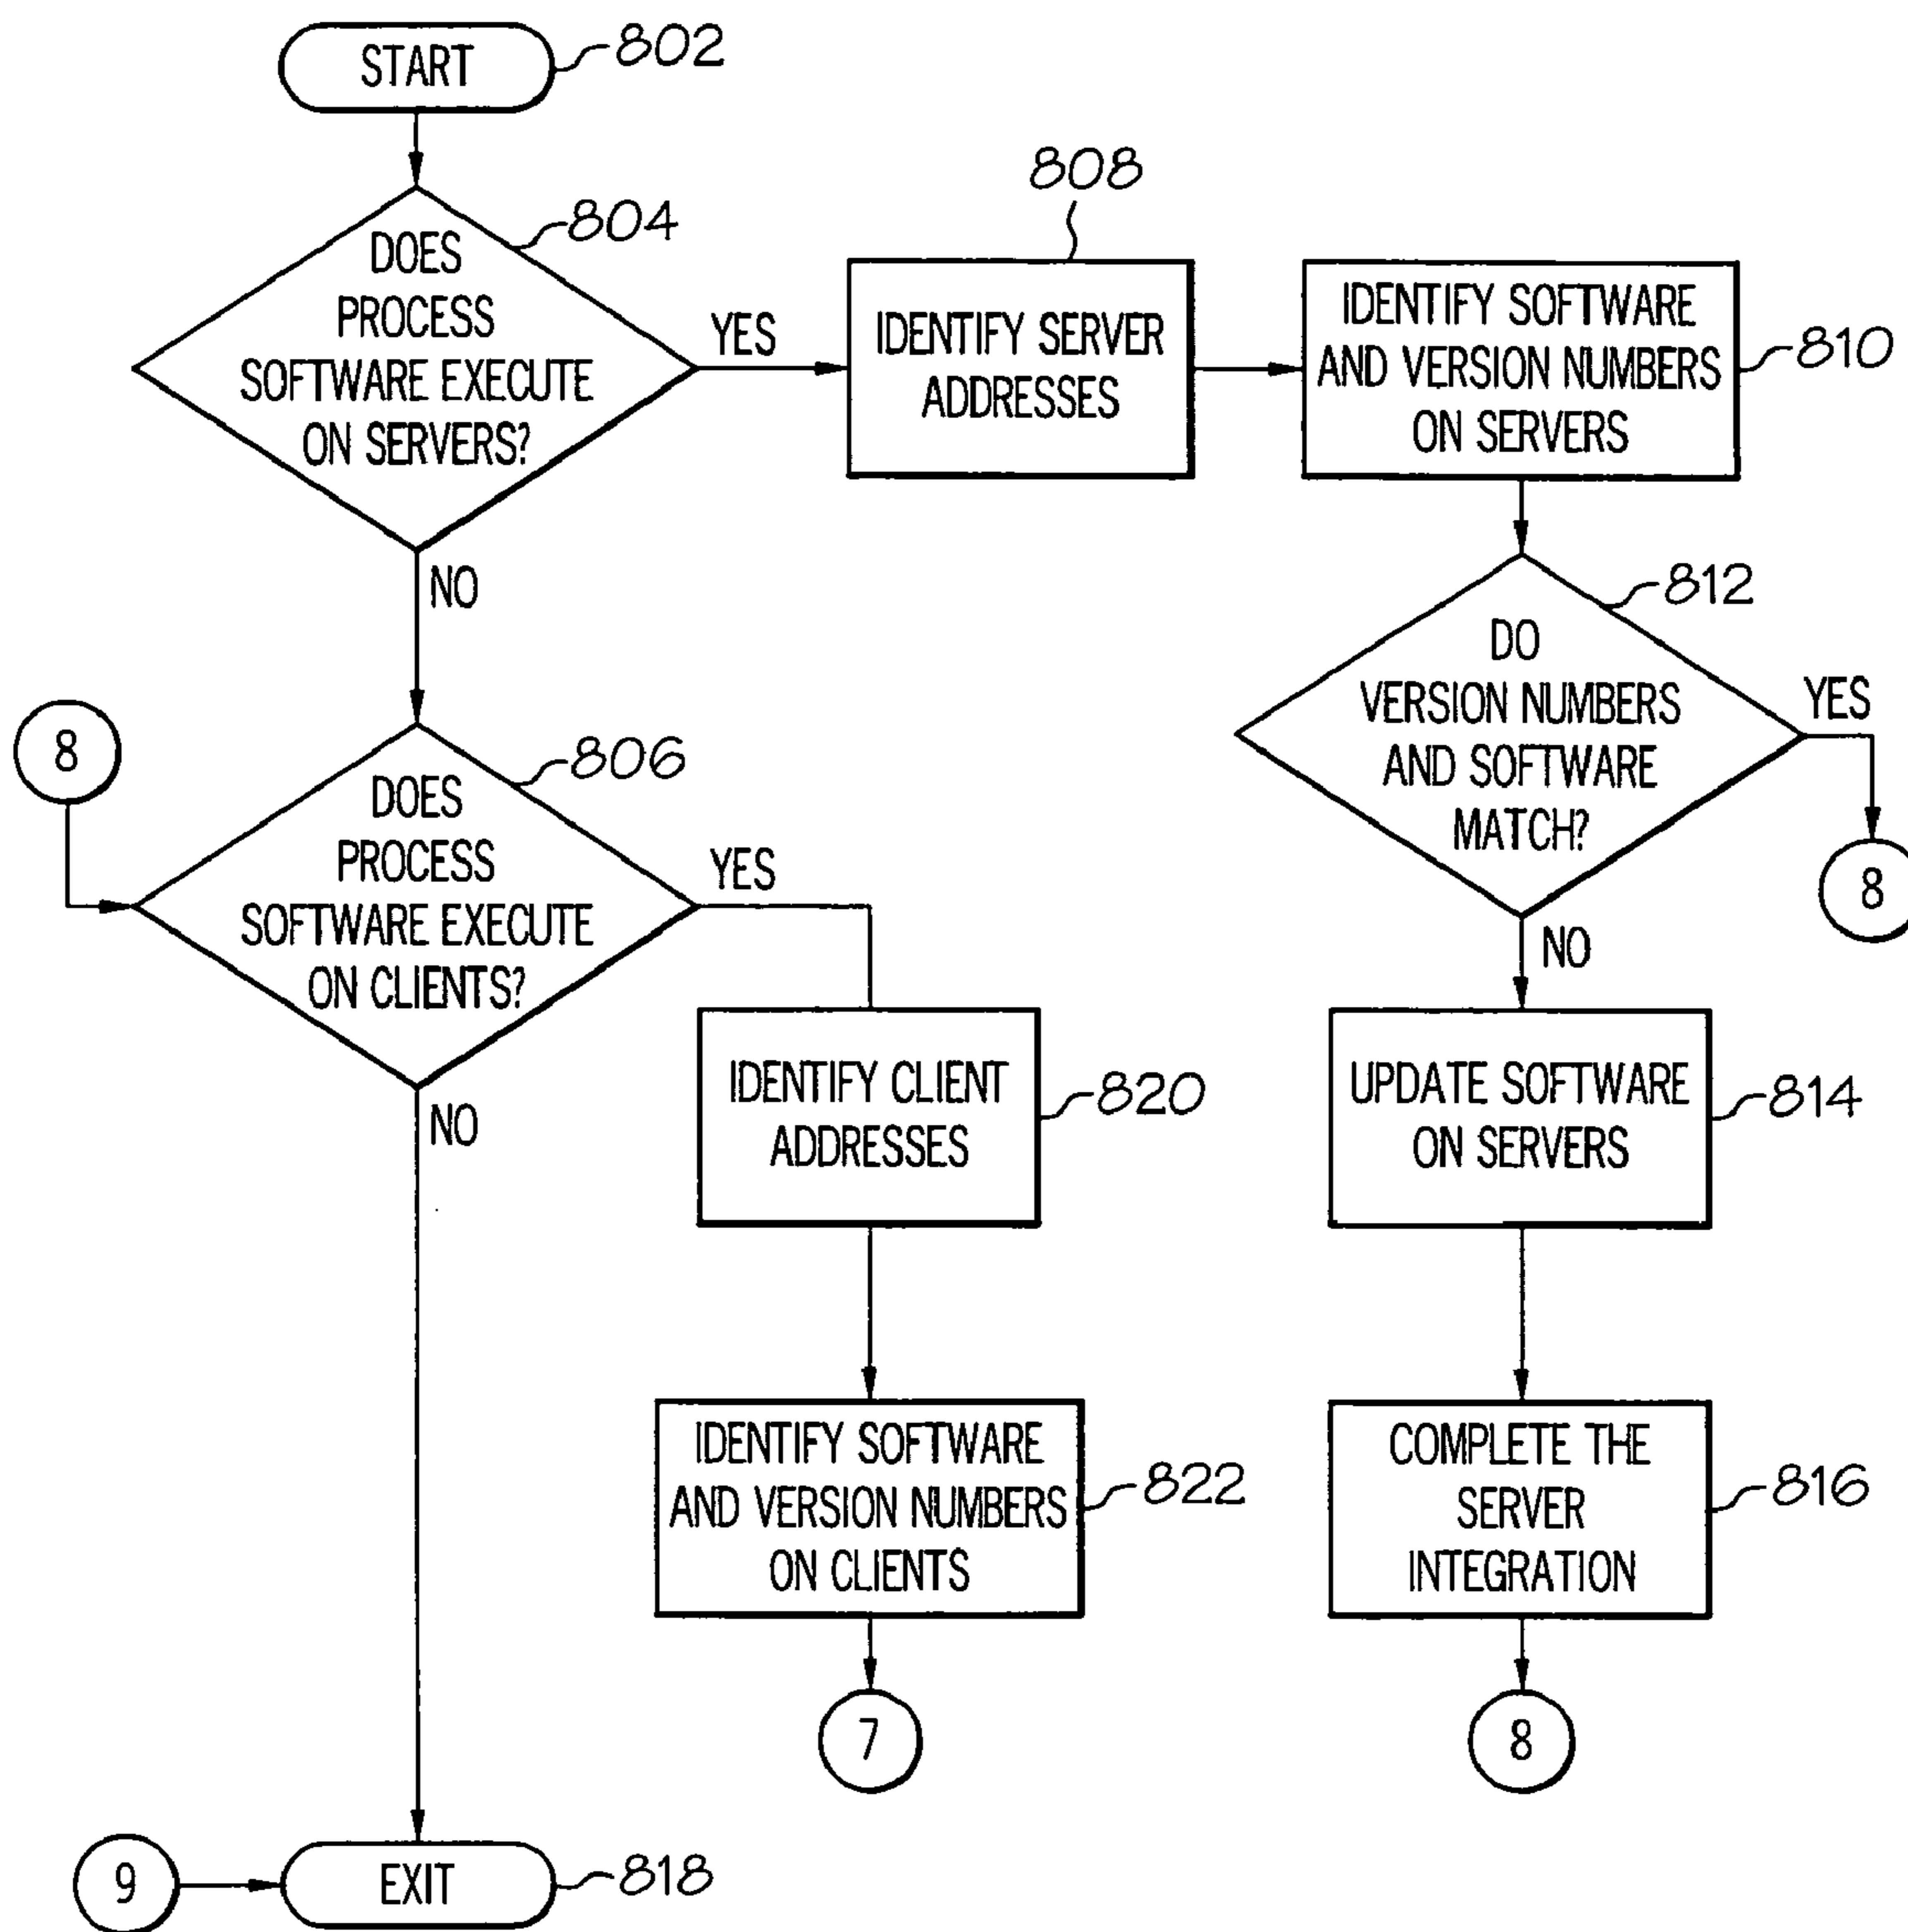 START
802
DOES
PROCESS
SOFTWARE EXECUTE
ON SERVERS?
804
YES
NO
808
IDENTIFY SERVER
ADDRESSES
IDENTIFY SOFTWARE
AND VERSION NUMBERS
ON SERVERS
810
DO
VERSION NUMBERS
AND SOFTWARE
MATCH?
812
YES
8
NO
8
DOES
PROCESS
SOFTWARE EXECUTE
ON CLIENTS?
806
YES
NO
IDENTIFY CLIENT
ADDRESSES
820
UPDATE SOFTWARE
ON SERVERS
814
IDENTIFY SOFTWARE
AND VERSION NUMBERS
ON CLIENTS
822
COMPLETE THE
SERVER
INTEGRATION
816
7
8
9
EXIT
818